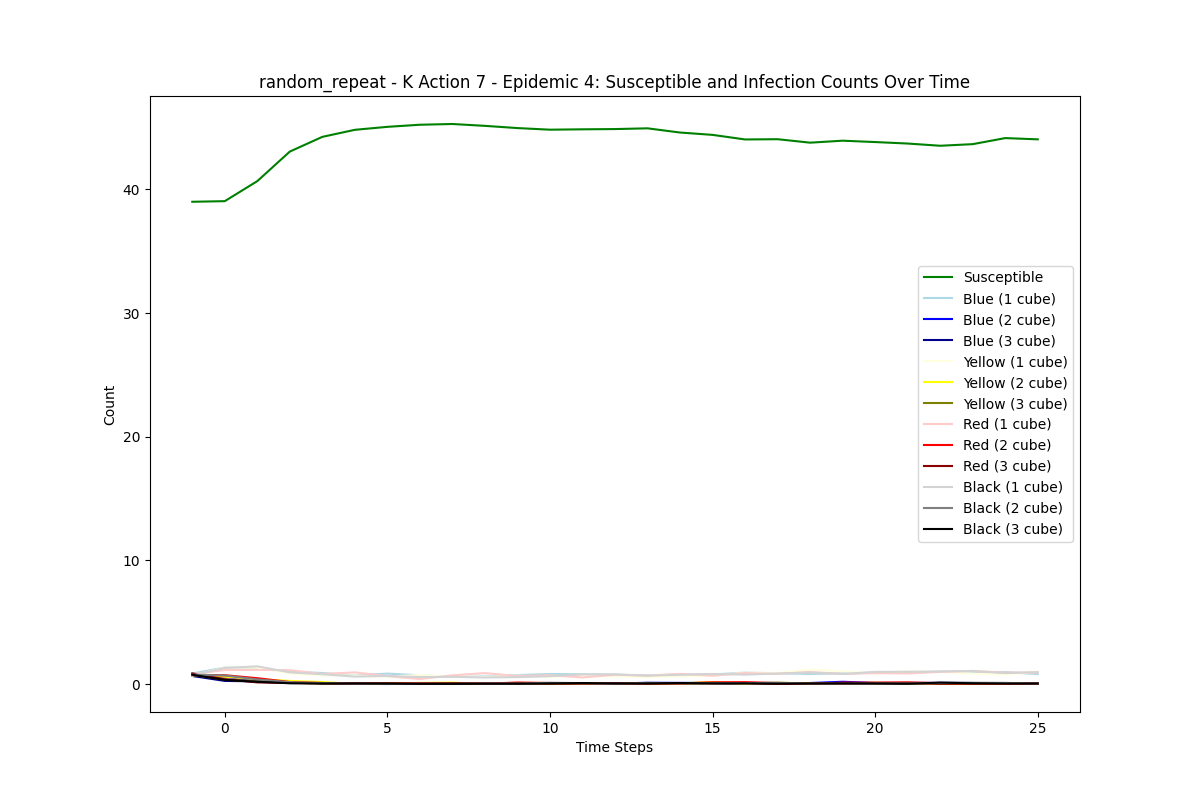 random_repeat - K Action 7 - Epidemic 4: Susceptible and Infection Counts Over Time
Count
40
30
20
10
0
Susceptible
Blue (1 cube)
Blue (2 cube)
Blue (3 cube)
Yellow (1 cube)
Yellow (2 cube)
Yellow (3 cube)
Red (1 cube)
Red (2 cube)
Red (3 cube)
Black (1 cube)
Black (2 cube)
Black (3 cube)
0 5 10 15 20 25
Time Steps